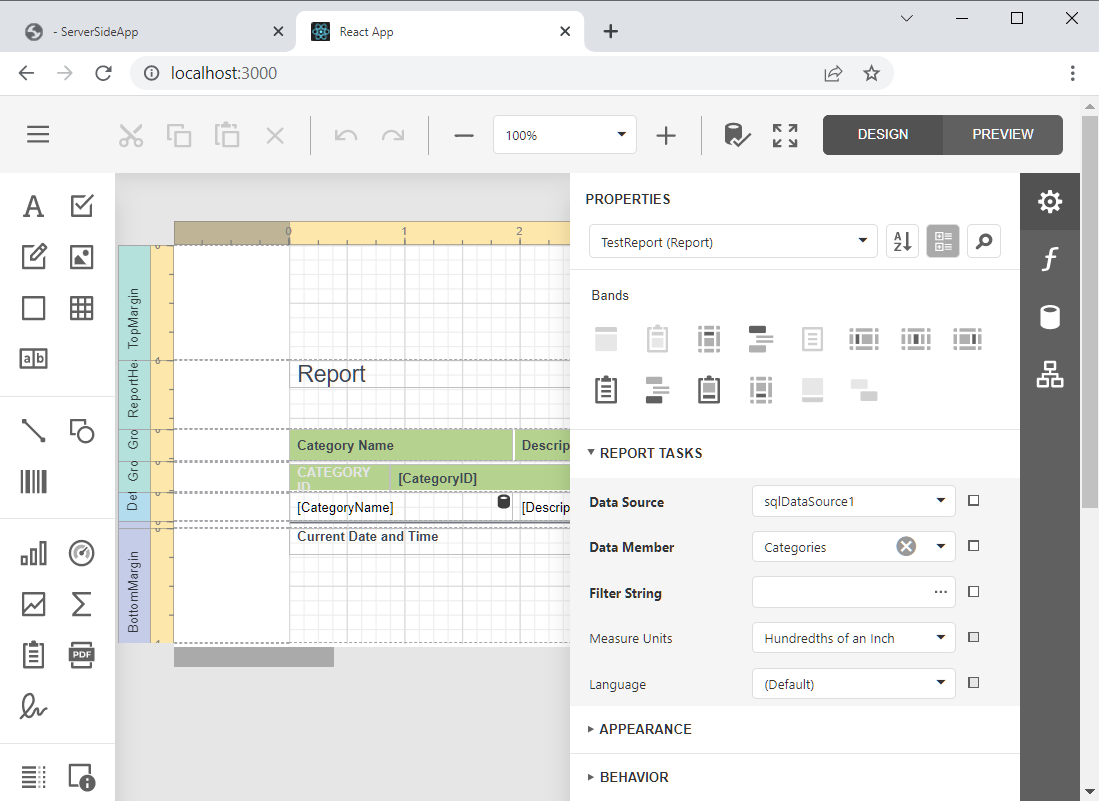 - ServerSideApp
React App
localhost:3000
100%
DESIGN
PREVIEW
A
ab
PDF
0
1
2
TopMargin
ReportHe
Gro
Gro
Det
BottomMargin
Report
Category Name
Descrip
CATEGORY
ID
[CategoryID]
[CategoryName]
[Descrip
Current Date and Time
PROPERTIES
TestReport (Report)
A
Z
f
Bands
REPORT TASKS
Data Source
sqlDataSource1
Data Member
Categories
Filter String
...
Measure Units
Hundredths of an Inch
Language
(Default)
APPEARANCE
BEHAVIOR